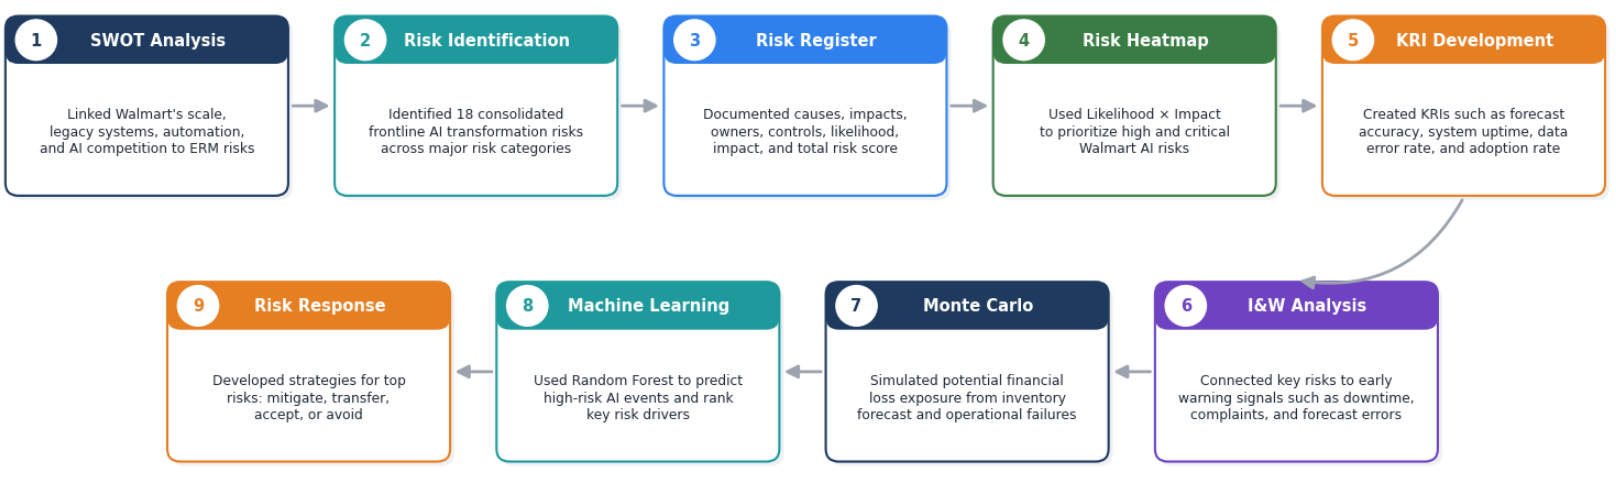 1
SWOT Analysis
Linked Walmart's scale,
legacy systems, automation,
and AI competition to ERM risks
2
Risk Identification
Identified 18 consolidated
frontline AI transformation risks
across major risk categories
3
Risk Register
Documented causes, impacts,
owners, controls, likelihood,
impact, and total risk score
4
Risk Heatmap
Used Likelihood × Impact
to prioritize high and critical
Walmart AI risks
5
KRI Development
Created KRIs such as forecast
accuracy, system uptime, data
error rate, and adoption rate
6
I&W Analysis
Connected key risks to early
warning signals such as downtime,
complaints, and forecast errors
7
Monte Carlo
Simulated potential financial
loss exposure from inventory
forecast and operational failures
8
Machine Learning
Used Random Forest to predict
high-risk AI events and rank
key risk drivers
9
Risk Response
Developed strategies for top
risks: mitigate, transfer,
accept, or avoid